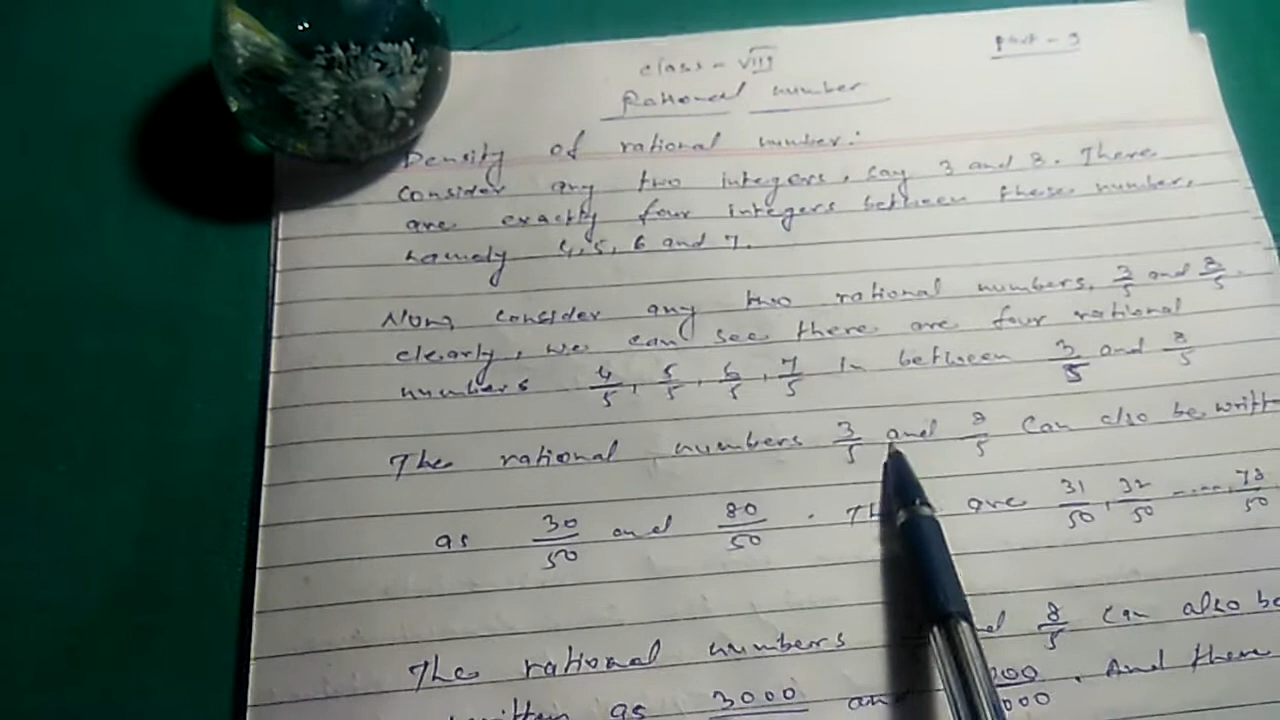 Part - 3
class - VIII
Rational number
Density of rational number:
consider any two integers, say 3 and 8. There
are exactly four integers between these number,
namely 4, 5, 6 and 7.
Now, consider any two rational numbers, 3/5 and 8/5.
clearly, we can see there are four rational
numbers 4/5, 5/5, 6/5, 7/5 in between 3/5 and 8/5
The rational numbers 3/5 and 8/5 can also be
as 30/50 and 80/50. are 31/50, 32/50 ...., 78/50
The rational numbers 8/5 can also be
as 3000 And there